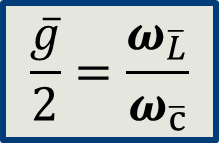 g̅/2 = 𝝎_L̅/𝝎_c̅